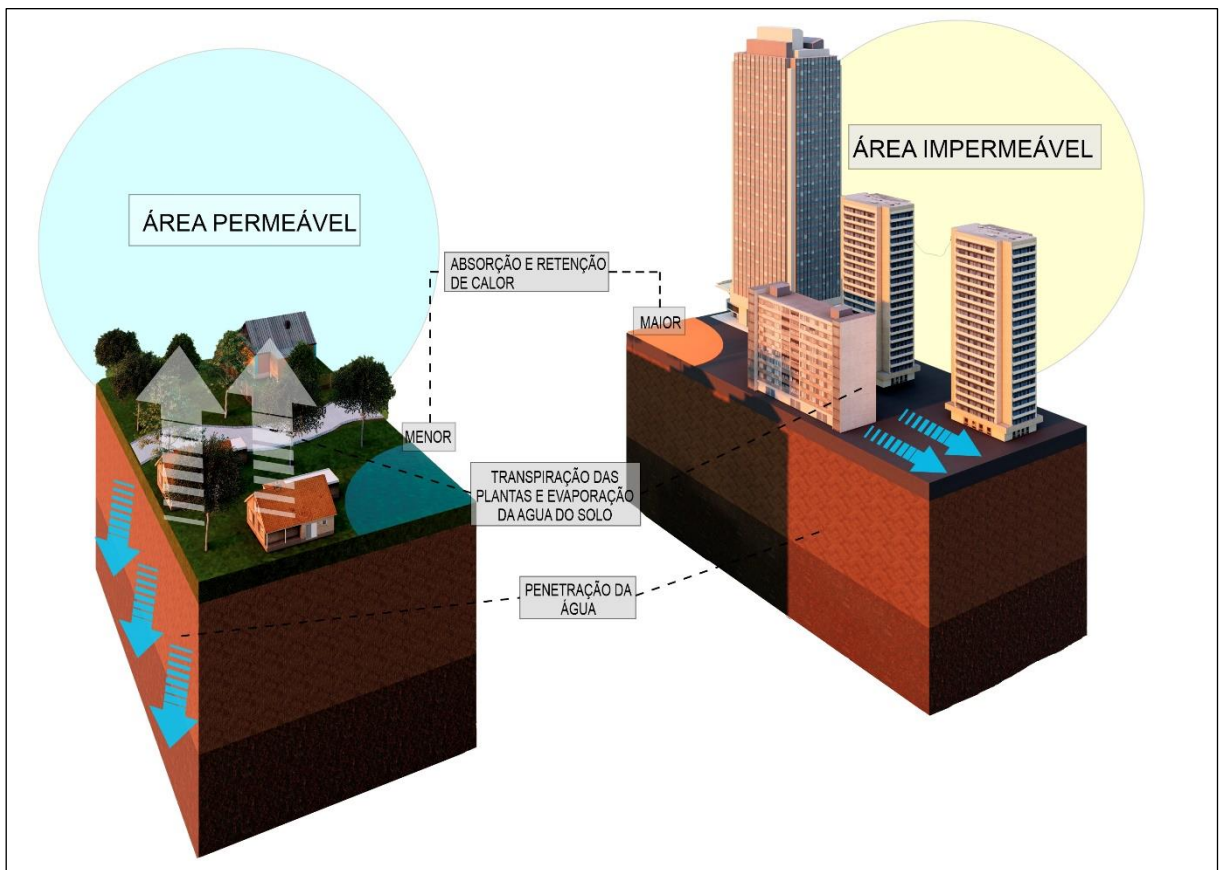 ÁREA PERMEÁVEL
ÁREA IMPERMEÁVEL
ABSORÇÃO E RETENÇÃO
DE CALOR
MAIOR
MENOR
TRANSPIRAÇÃO DAS
PLANTAS E EVAPORAÇÃO
DA AGUA DO SOLO
PENETRAÇÃO DA
ÁGUA